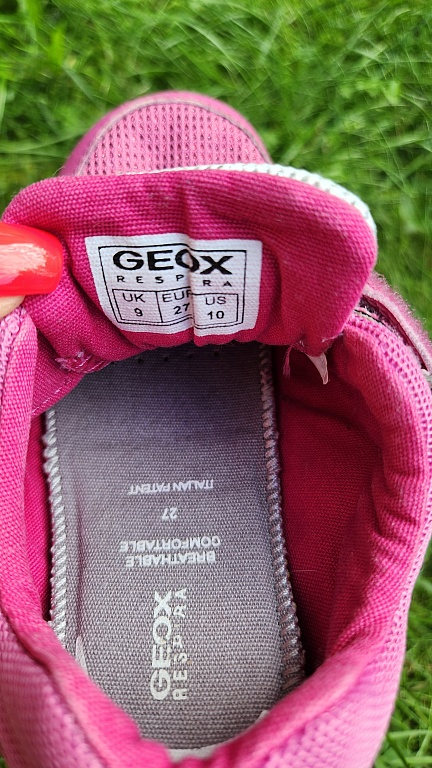 GEOX
RESPIRA
UK EUR US
9 27 10
ITALIAN PATENT
27
BREATHABLE
COMFORTABLE
GEOX
RESPIRA